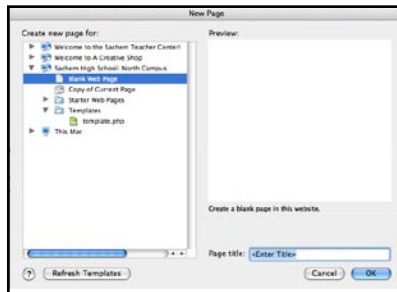 New Page
Create new page for:
Preview:
Welcome to the Sachem Teacher Center!
Welcome to A Creative Shop
Sachem High School: North Campus
Blank Web Page
Copy of Current Page
Starter Web Pages
Templates
template.php
This Mac
Create a blank page in this website.
Page title: <Enter Title>
? Refresh Templates
Cancel OK